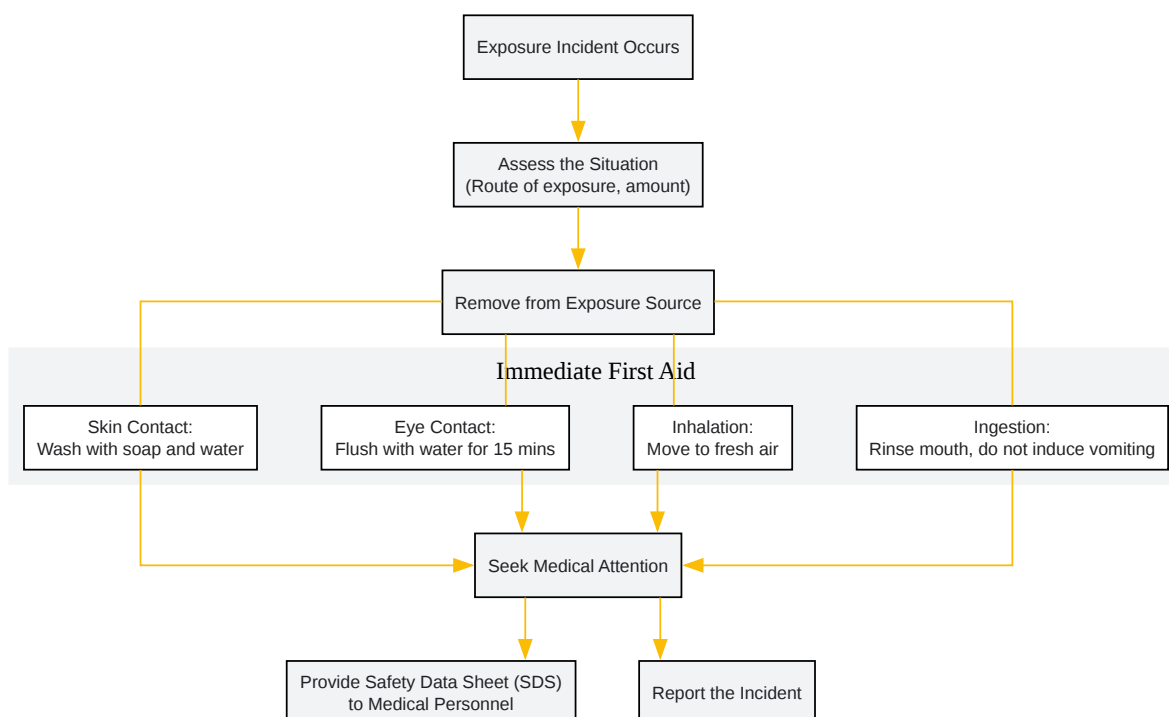 Exposure Incident Occurs
Assess the Situation
(Route of exposure, amount)
Remove from Exposure Source
Immediate First Aid
Skin Contact:
Wash with soap and water
Eye Contact:
Flush with water for 15 mins
Inhalation:
Move to fresh air
Ingestion:
Rinse mouth, do not induce vomiting
Seek Medical Attention
Provide Safety Data Sheet (SDS)
to Medical Personnel
Report the Incident